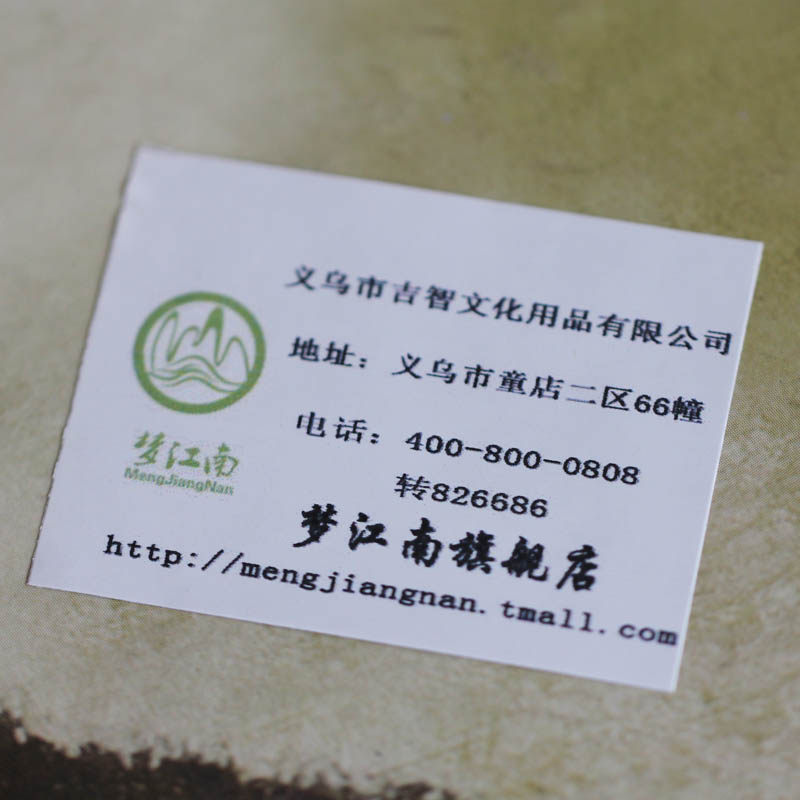 义乌市吉智文化用品有限公司
地址：义乌市童店二区66幢
电话：400-800-0808
转826686
梦江南
MengJiangNan
梦江南旗舰店
http://mengjiangnan.tmall.com